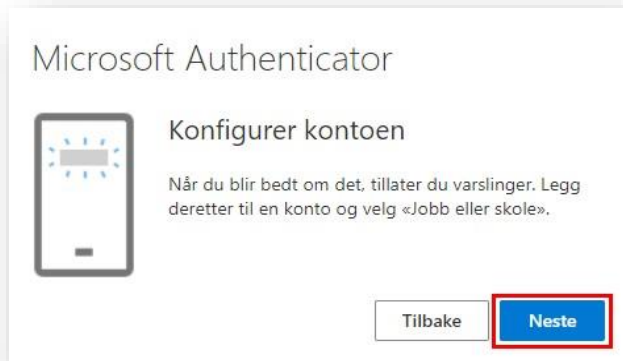 Microsoft Authenticator
Konfigurer kontoen
Når du blir bedt om det, tillater du varslinger. Legg
deretter til en konto og velg «Jobb eller skole».
Tilbake
Neste